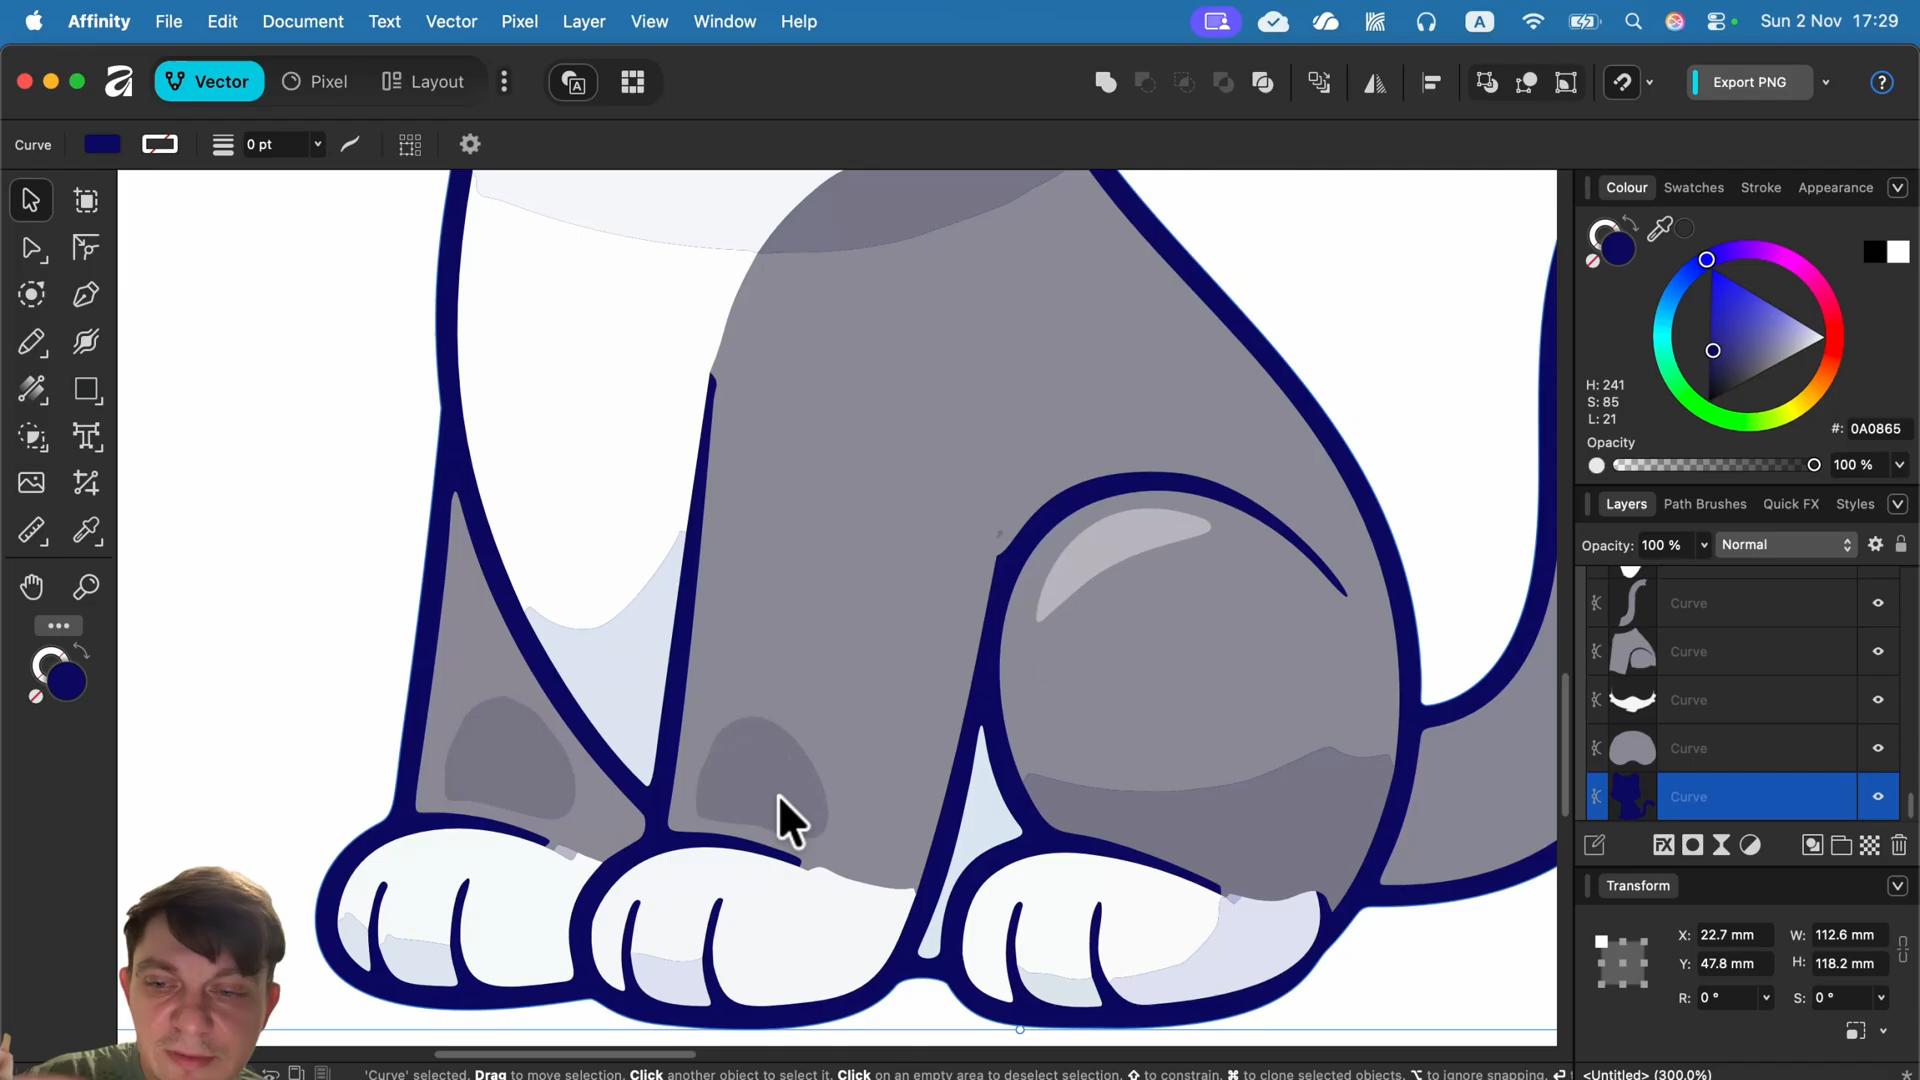 Affinity File Edit Document Text Vector Pixel Layer View Window Help A Sun 2 Nov 17:29
Vector Pixel Layout A Export PNG ?
Curve 0 pt
Colour Swatches Stroke Appearance
H: 241
S: 85
L: 21
#: 0A0865
Opacity
100 %
Layers Path Brushes Quick FX Styles
Opacity: 100 % Normal
Curve
Curve
Curve
Curve
Curve
FX
Transform
X: 22.7 mm W: 112.6 mm
Y: 47.8 mm H: 118.2 mm
R: 0 ° S: 0 °
'Curve' selected. Drag to move selection. Click another object to select it. Click on an empty area to deselect selection. ⇧ to constrain. ⌘ to clone selected objects. ⌥ to ignore snapping. <Untitled> (300.0%)